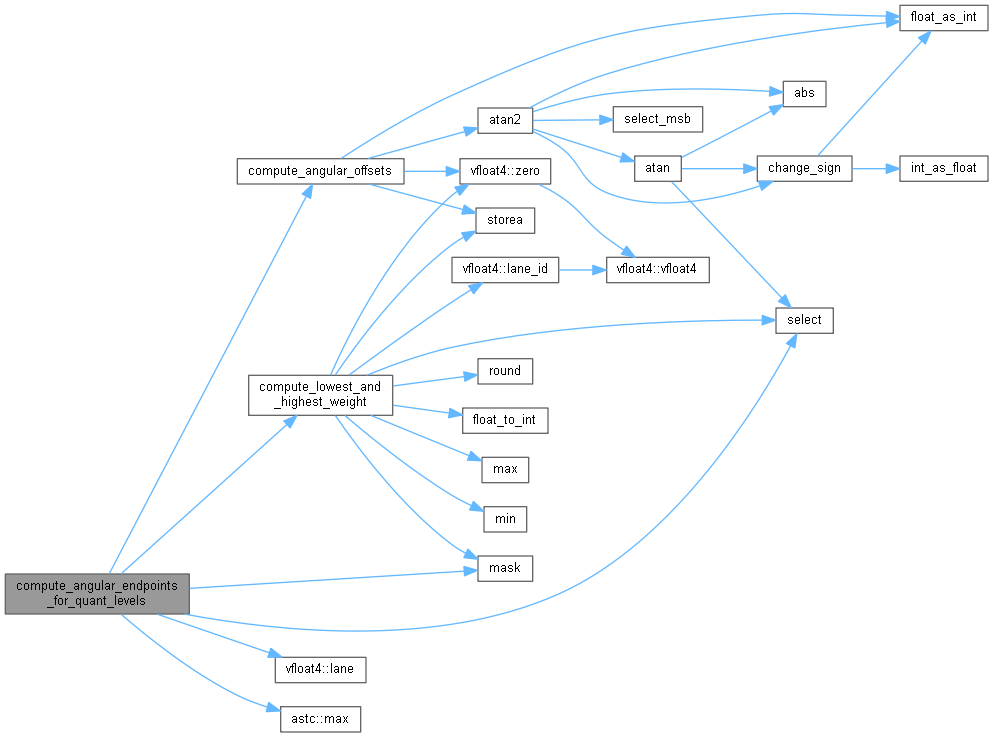 float_as_int
abs
atan2
select_msb
atan
change_sign
int_as_float
compute_angular_offsets
vfloat4::zero
storea
vfloat4::lane_id
vfloat4::vfloat4
select
round
compute_lowest_and
_highest_weight
float_to_int
max
min
mask
compute_angular_endpoints
_for_quant_levels
vfloat4::lane
astc::max